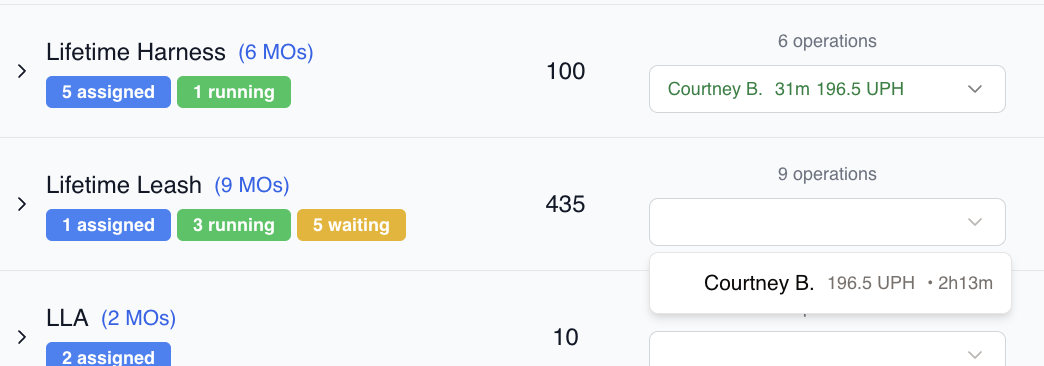 6 operations
Lifetime Harness (6 MOs)
5 assigned 1 running
100
Courtney B. 31m 196.5 UPH
9 operations
Lifetime Leash (9 MOs)
1 assigned 3 running 5 waiting
435
Courtney B. 196.5 UPH • 2h13m
LLA (2 MOs)
2 assigned
10